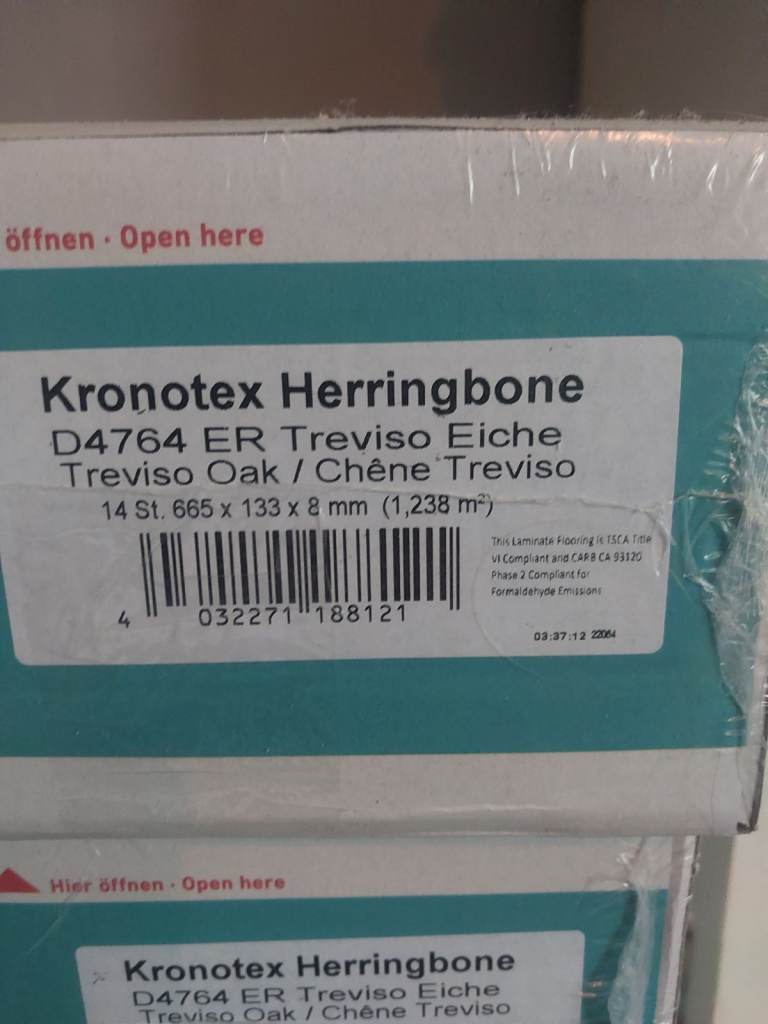 öffnen · Open here
Kronotex Herringbone
D4764 ER Treviso Eiche
Treviso Oak / Chêne Treviso
14 St. 665 x 133 x 8 mm (1,238 m²)
This Laminate Flooring is TSCA Title
VI Compliant and CARB CA 93120
Phase 2 Compliant for
Formaldehyde Emissions
4 032271 188121
03:37:12 22064
Hier öffnen · Open here
Kronotex Herringbone
D4764 ER Treviso Eiche
Treviso Oak / Chêne Treviso